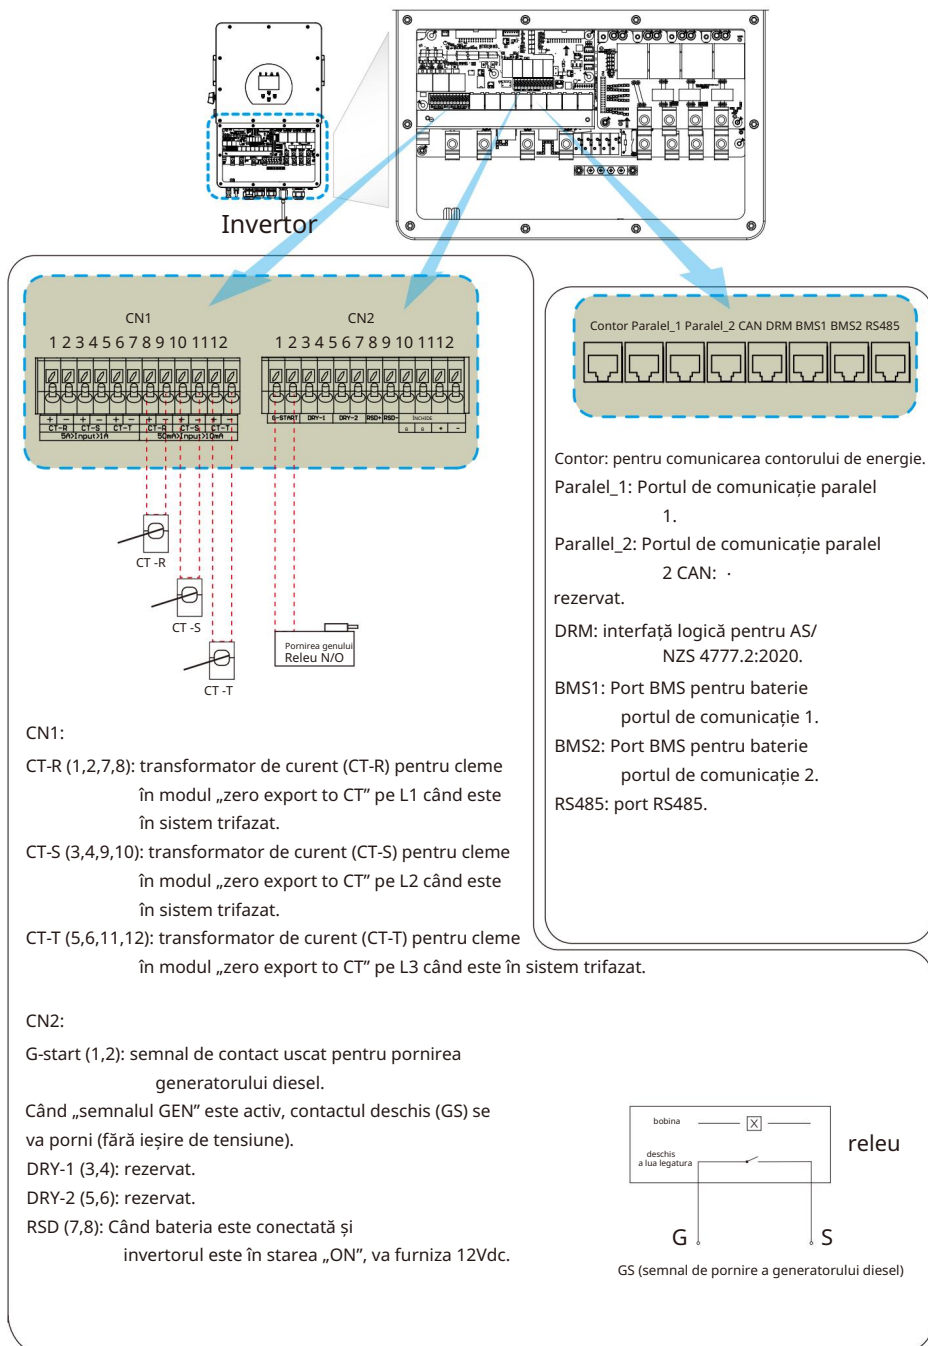 Invertor
CN1
CN2
1 2 3 4 5 6 7 8 9 10 11 12
1 2 3 4 5 6 7 8 9 10 11 12
+ − + − + − + − + − + −
CT-R CT-S CT-T CT-R CT-S CT-T
5A>Input>1A 50mA>Input>10mA
G-START DRY-1 DRY-2 RSD+ RSD- ÎNCHIDE
B B + −
CT -R
CT -S
CT -T
Pornirea genului
Releu N/O
Contor Paralel_1 Paralel_2 CAN DRM BMS1 BMS2 RS485
Contor: pentru comunicarea contorului de energie.
Paralel_1: Portul de comunicație paralel
1.
Parallel_2: Portul de comunicație paralel
2 CAN: ·
rezervat.
DRM: interfață logică pentru AS/
NZS 4777.2:2020.
BMS1: Port BMS pentru baterie
portul de comunicație 1.
BMS2: Port BMS pentru baterie
portul de comunicație 2.
RS485: port RS485.
CN1:
CT-R (1,2,7,8): transformator de curent (CT-R) pentru cleme
în modul „zero export to CT” pe L1 când este
în sistem trifazat.
CT-S (3,4,9,10): transformator de curent (CT-S) pentru cleme
în modul „zero export to CT” pe L2 când este
în sistem trifazat.
CT-T (5,6,11,12): transformator de curent (CT-T) pentru cleme
în modul „zero export to CT” pe L3 când este în sistem trifazat.
CN2:
G-start (1,2): semnal de contact uscat pentru pornirea
generatorului diesel.
Când „semnalul GEN” este activ, contactul deschis (GS) se
va porni (fără ieșire de tensiune).
DRY-1 (3,4): rezervat.
DRY-2 (5,6): rezervat.
RSD (7,8): Când bateria este conectată și
invertorul este în starea „ON”, va furniza 12Vdc.
bobina
X
deschis
a lua legatura
releu
G
S
GS (semnal de pornire a generatorului diesel)